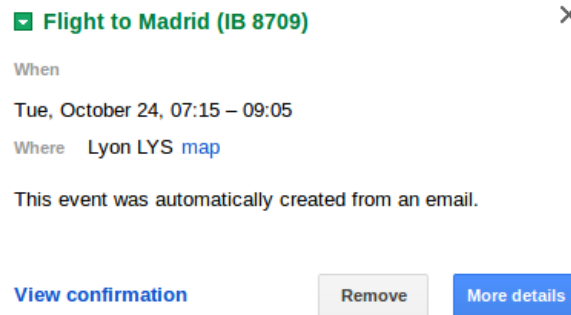 Flight to Madrid (IB 8709)
When
Tue, October 24, 07:15 – 09:05
Where Lyon LYS map
This event was automatically created from an email.
View confirmation Remove More details